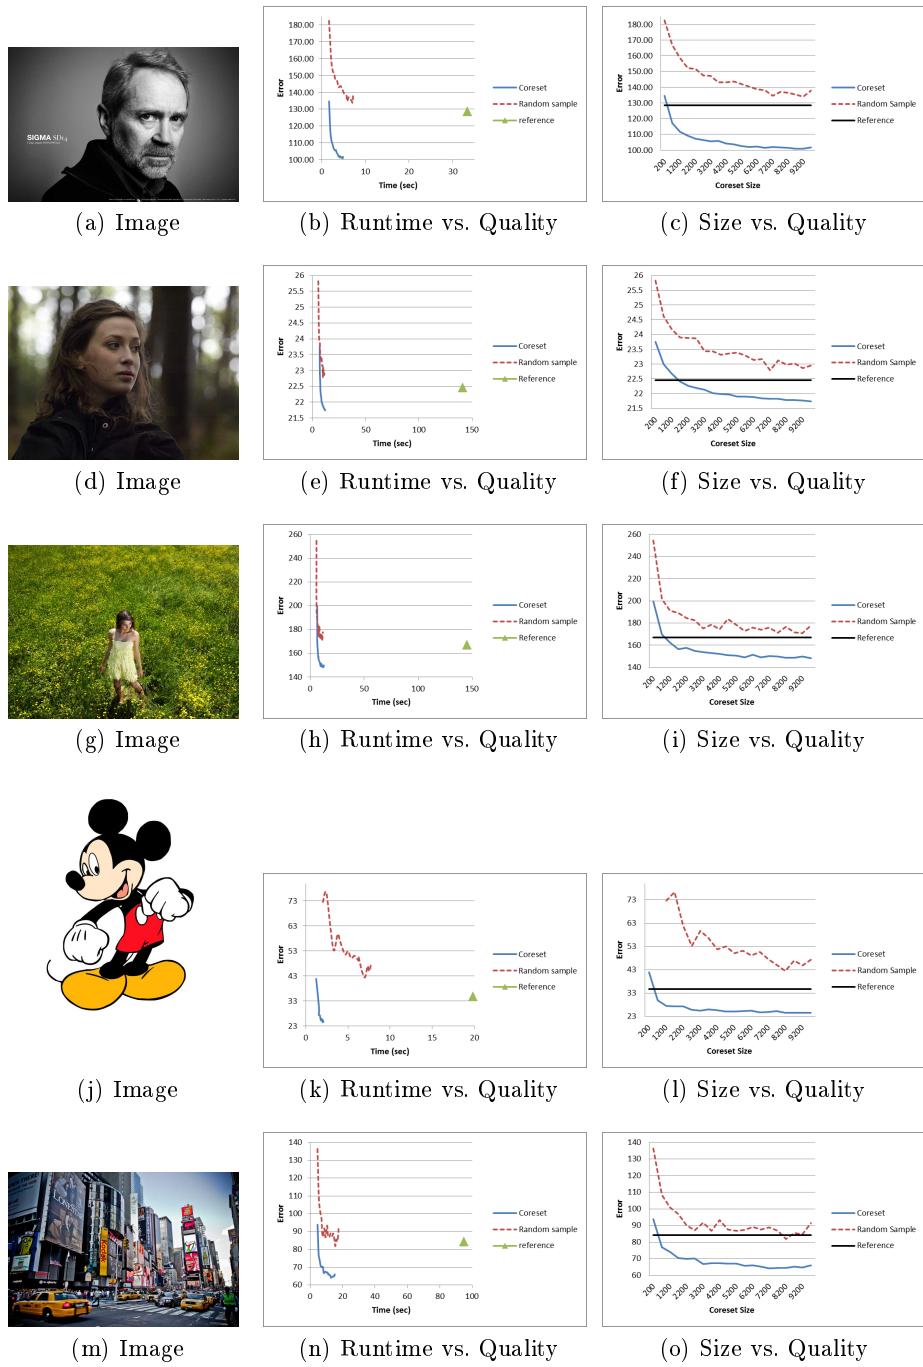 SIGMA SD14
180.00
170.00
160.00
150.00
140.00
130.00
120.00
110.00
100.00
Error
0 10 20 30
Time (sec)
Coreset
Random sample
reference
180.00
170.00
160.00
150.00
140.00
130.00
120.00
110.00
100.00
Error
200 1200 2200 3200 4200 5200 6200 7200 8200 9200
Coreset Size
Coreset
Random Sample
Reference
(a) Image
(b) Runtime vs. Quality
(c) Size vs. Quality
26
25.5
25
24.5
24
23.5
23
22.5
22
21.5
Error
0 50 100 150
Time (sec)
Coreset
Random Sample
Reference
26
25.5
25
24.5
24
23.5
23
22.5
22
21.5
Error
200 1200 2200 3200 4200 5200 6200 7200 8200 9200
Coreset Size
Coreset
Random Sample
Reference
(d) Image
(e) Runtime vs. Quality
(f) Size vs. Quality
260
240
220
200
180
160
140
Error
0 50 100 150
Time (sec)
Coreset
Random sample
Reference
260
240
220
200
180
160
140
Error
200 1200 2200 3200 4200 5200 6200 7200 8200 9200
Coreset Size
Coreset
Random sample
Reference
(g) Image
(h) Runtime vs. Quality
(i) Size vs. Quality
73
63
53
43
33
23
Error
0 5 10 15 20
Time (sec)
Coreset
Random sample
Reference
73
63
53
43
33
23
Error
200 1200 2200 3200 4200 5200 6200 7200 8200 9200
Coreset Size
Coreset
Random Sample
Reference
(j) Image
(k) Runtime vs. Quality
(l) Size vs. Quality
140
130
120
110
100
90
80
70
60
Error
0 20 40 60 80 100
Time (sec)
Coreset
Random sample
reference
140
130
120
110
100
90
80
70
60
Error
200 1200 2200 3200 4200 5200 6200 7200 8200 9200
Coreset Size
Coreset
Random Sample
Reference
(m) Image
(n) Runtime vs. Quality
(o) Size vs. Quality